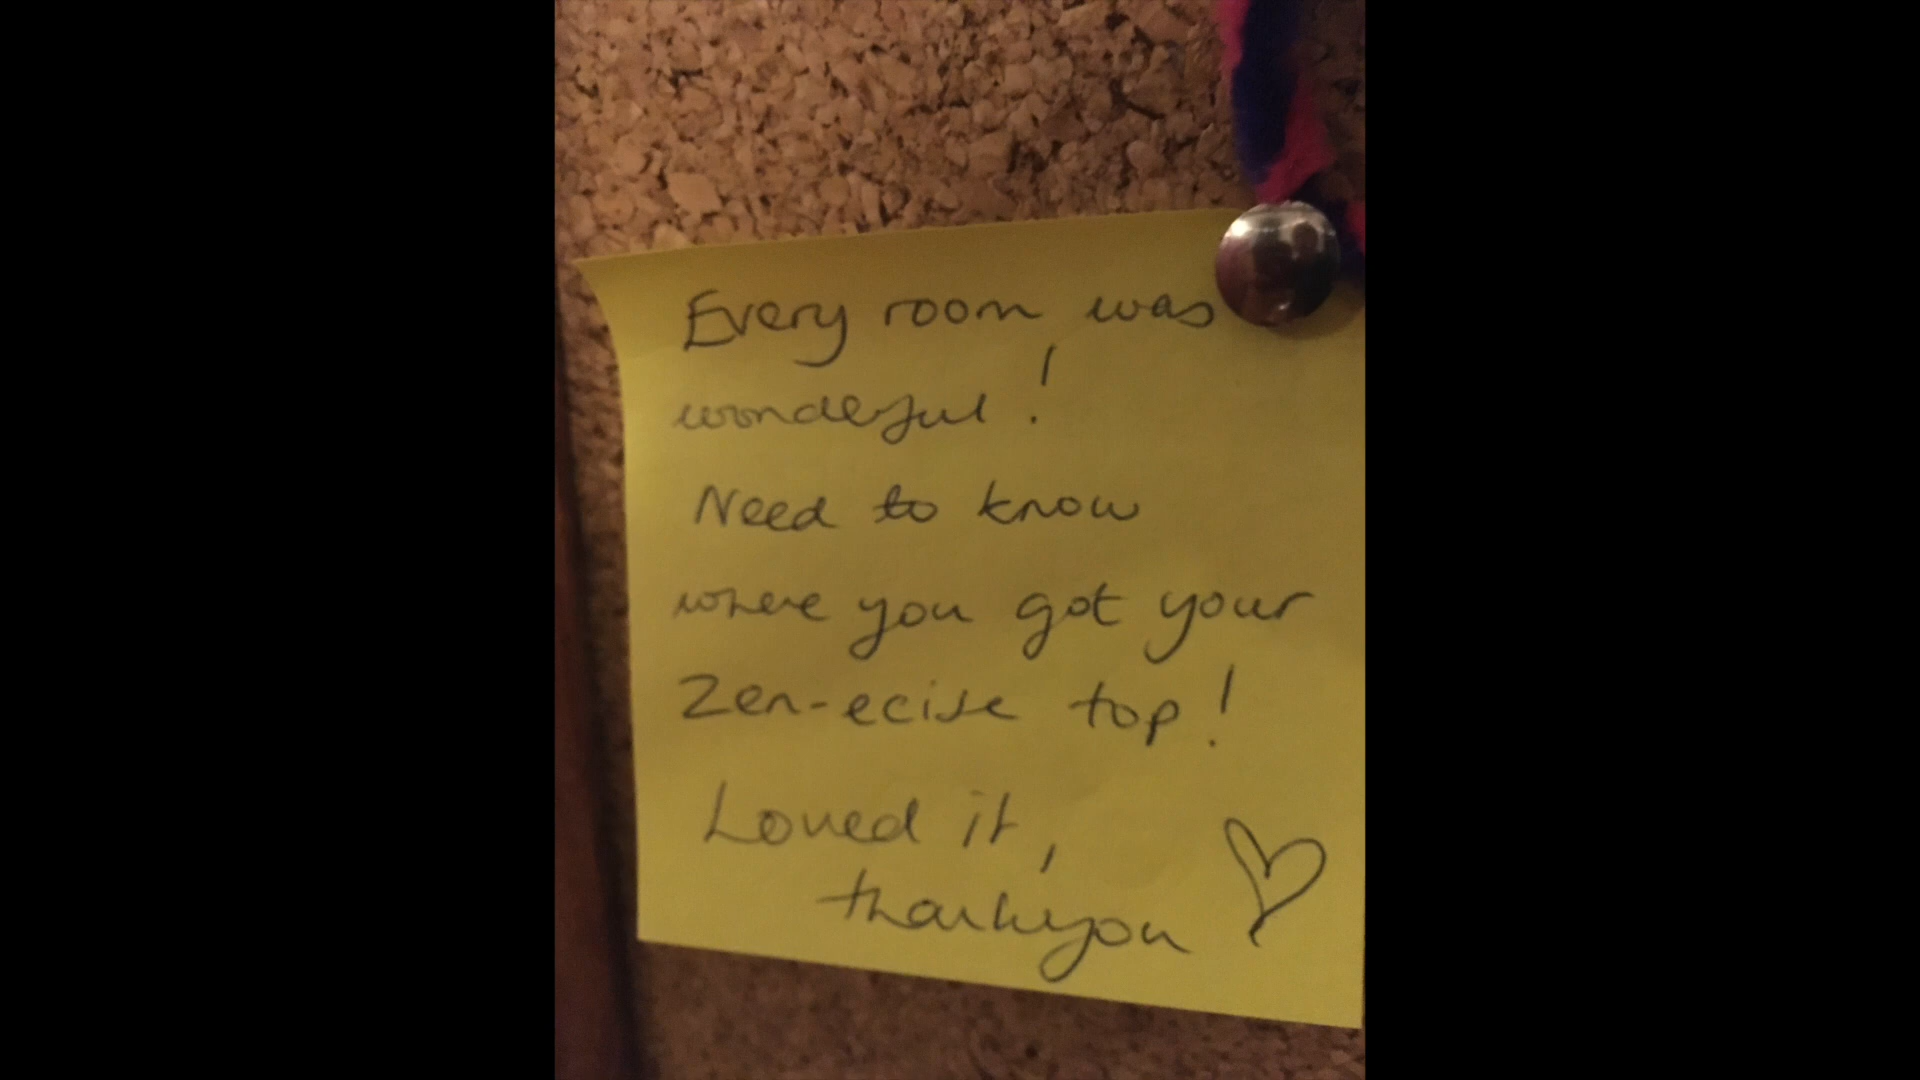 Every room was
wonderful!
Need to know
where you got your
Zen-ecise top!
Loved it,
thankyou